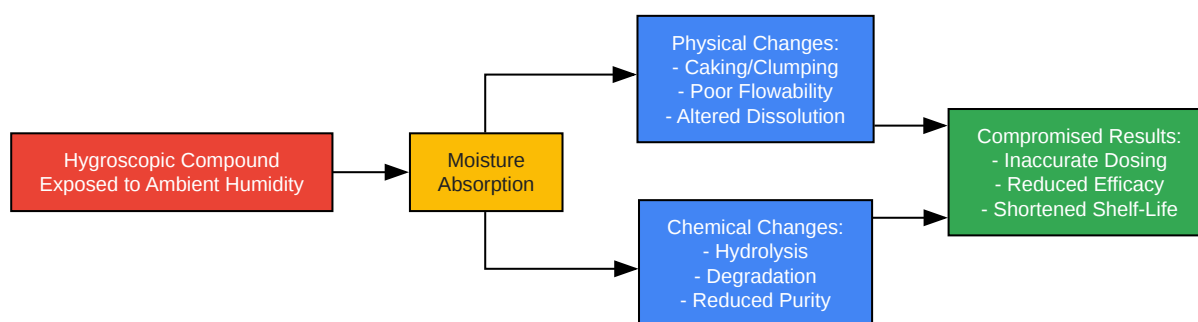 Hygroscopic Compound
Exposed to Ambient Humidity
Moisture
Absorption
Physical Changes:
- Caking/Clumping
- Poor Flowability
- Altered Dissolution
Chemical Changes:
- Hydrolysis
- Degradation
- Reduced Purity
Compromised Results:
- Inaccurate Dosing
- Reduced Efficacy
- Shortened Shelf-Life